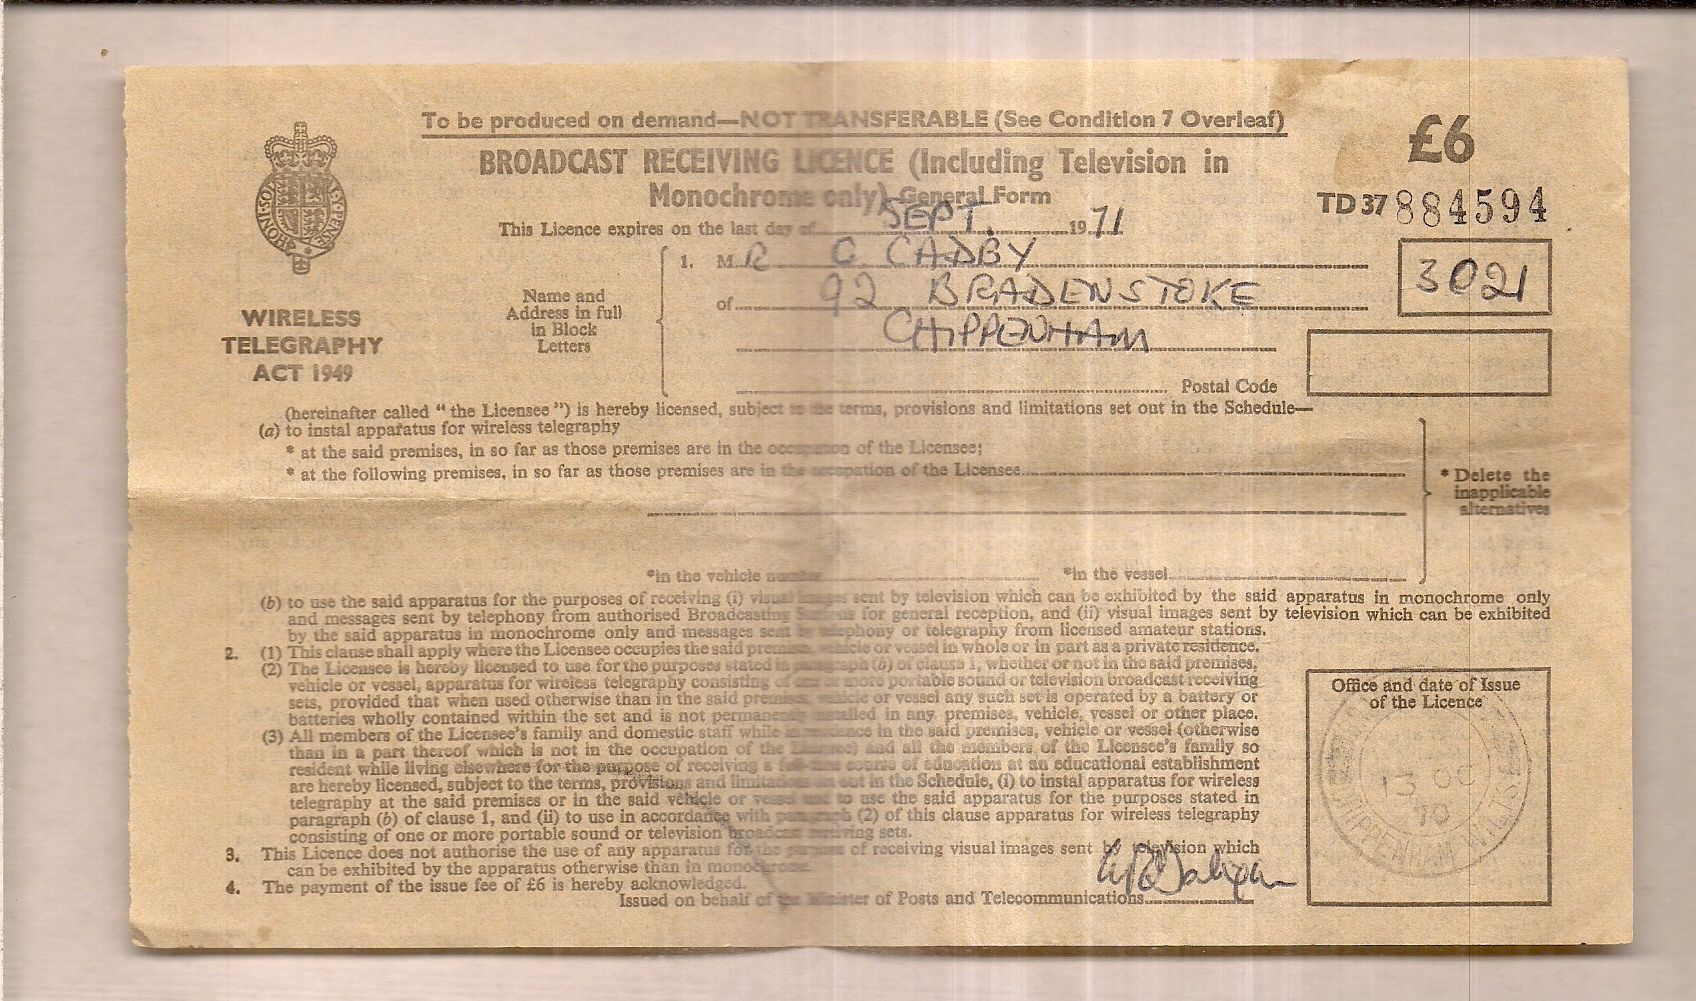 To be produced on demand—NOT TRANSFERABLE (See Condition 7 Overleaf)
£6
BROADCAST RECEIVING LICENCE (Including Television in
Monochrome only)—General Form
TD 37 884594
This Licence expires on the last day of SEPT. 1971
HONI·SOI
Y·PENSE
1. MR C CADBY
3021
Name and
Address in full
in Block
Letters
of 92 BRADENSTOKE
CHIPPENHAM
WIRELESS
TELEGRAPHY
ACT 1949
Postal Code
(hereinafter called “ the Licensee ”) is hereby licensed, subject to the terms, provisions and limitations set out in the Schedule—
(a) to instal apparatus for wireless telegraphy
* at the said premises, in so far as those premises are in the occupation of the Licensee;
* at the following premises, in so far as those premises are in the occupation of the Licensee
* Delete the
inapplicable
alternatives
*in the vehicle number *in the vessel
(b) to use the said apparatus for the purposes of receiving (i) visual images sent by television which can be exhibited by the said apparatus in monochrome only
and messages sent by telephony from authorised Broadcasting Stations for general reception, and (ii) visual images sent by television which can be exhibited
by the said apparatus in monochrome only and messages sent by telephony or telegraphy from licensed amateur stations.
2. (1) This clause shall apply where the Licensee occupies the said premises, vehicle or vessel in whole or in part as a private residence.
(2) The Licensee is hereby licensed to use for the purposes stated in paragraph (b) of clause 1, whether or not in the said premises,
vehicle or vessel, apparatus for wireless telegraphy consisting of one or more portable sound or television broadcast receiving
sets, provided that when used otherwise than in the said premises, vehicle or vessel any such set is operated by a battery or
batteries wholly contained within the set and is not permanently installed in any premises, vehicle, vessel or other place.
(3) All members of the Licensee's family and domestic staff while in residence in the said premises, vehicle or vessel (otherwise
than in a part thereof which is not in the occupation of the Licensee) and all the members of the Licensee's family so
resident while living elsewhere for the purpose of receiving a full-time course of education at an educational establishment
are hereby licensed, subject to the terms, provisions and limitations set out in the Schedule, (i) to instal apparatus for wireless
telegraphy at the said premises or in the said vehicle or vessel and to use the said apparatus for the purposes stated in
paragraph (b) of clause 1, and (ii) to use in accordance with paragraph (2) of this clause apparatus for wireless telegraphy
consisting of one or more portable sound or television broadcast receiving sets.
3. This Licence does not authorise the use of any apparatus for the purpose of receiving visual images sent by television which
can be exhibited by the apparatus otherwise than in monochrome.
4. The payment of the issue fee of £6 is hereby acknowledged.
Issued on behalf of the Minister of Posts and Telecommunications
Office and date of Issue
of the Licence
13 OC
70
CHIPPENHAM WILTS